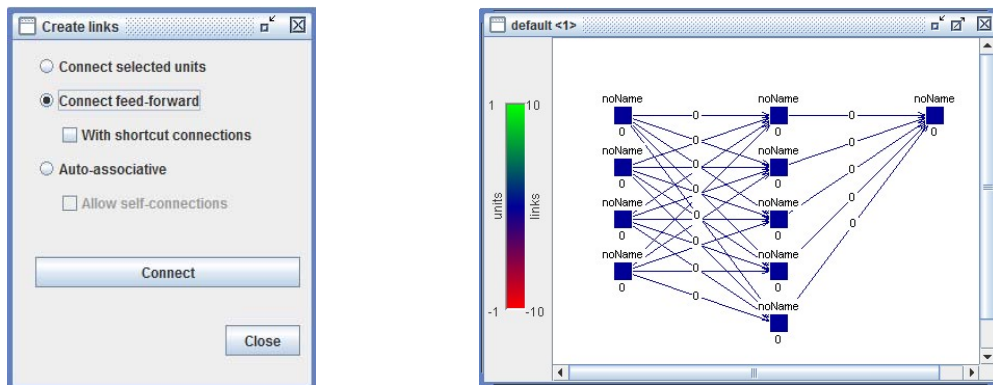 Create links
Connect selected units
Connect feed-forward
With shortcut connections
Auto-associative
Allow self-connections
Connect
Close
default <1>
1 10
units
links
-1 -10
noName noName noName
0 0
0 0 0
0
noName noName
0 0
0 0
0
noName noName
0 0
0 0
0
noName noName
0 0
0
0
noName
0